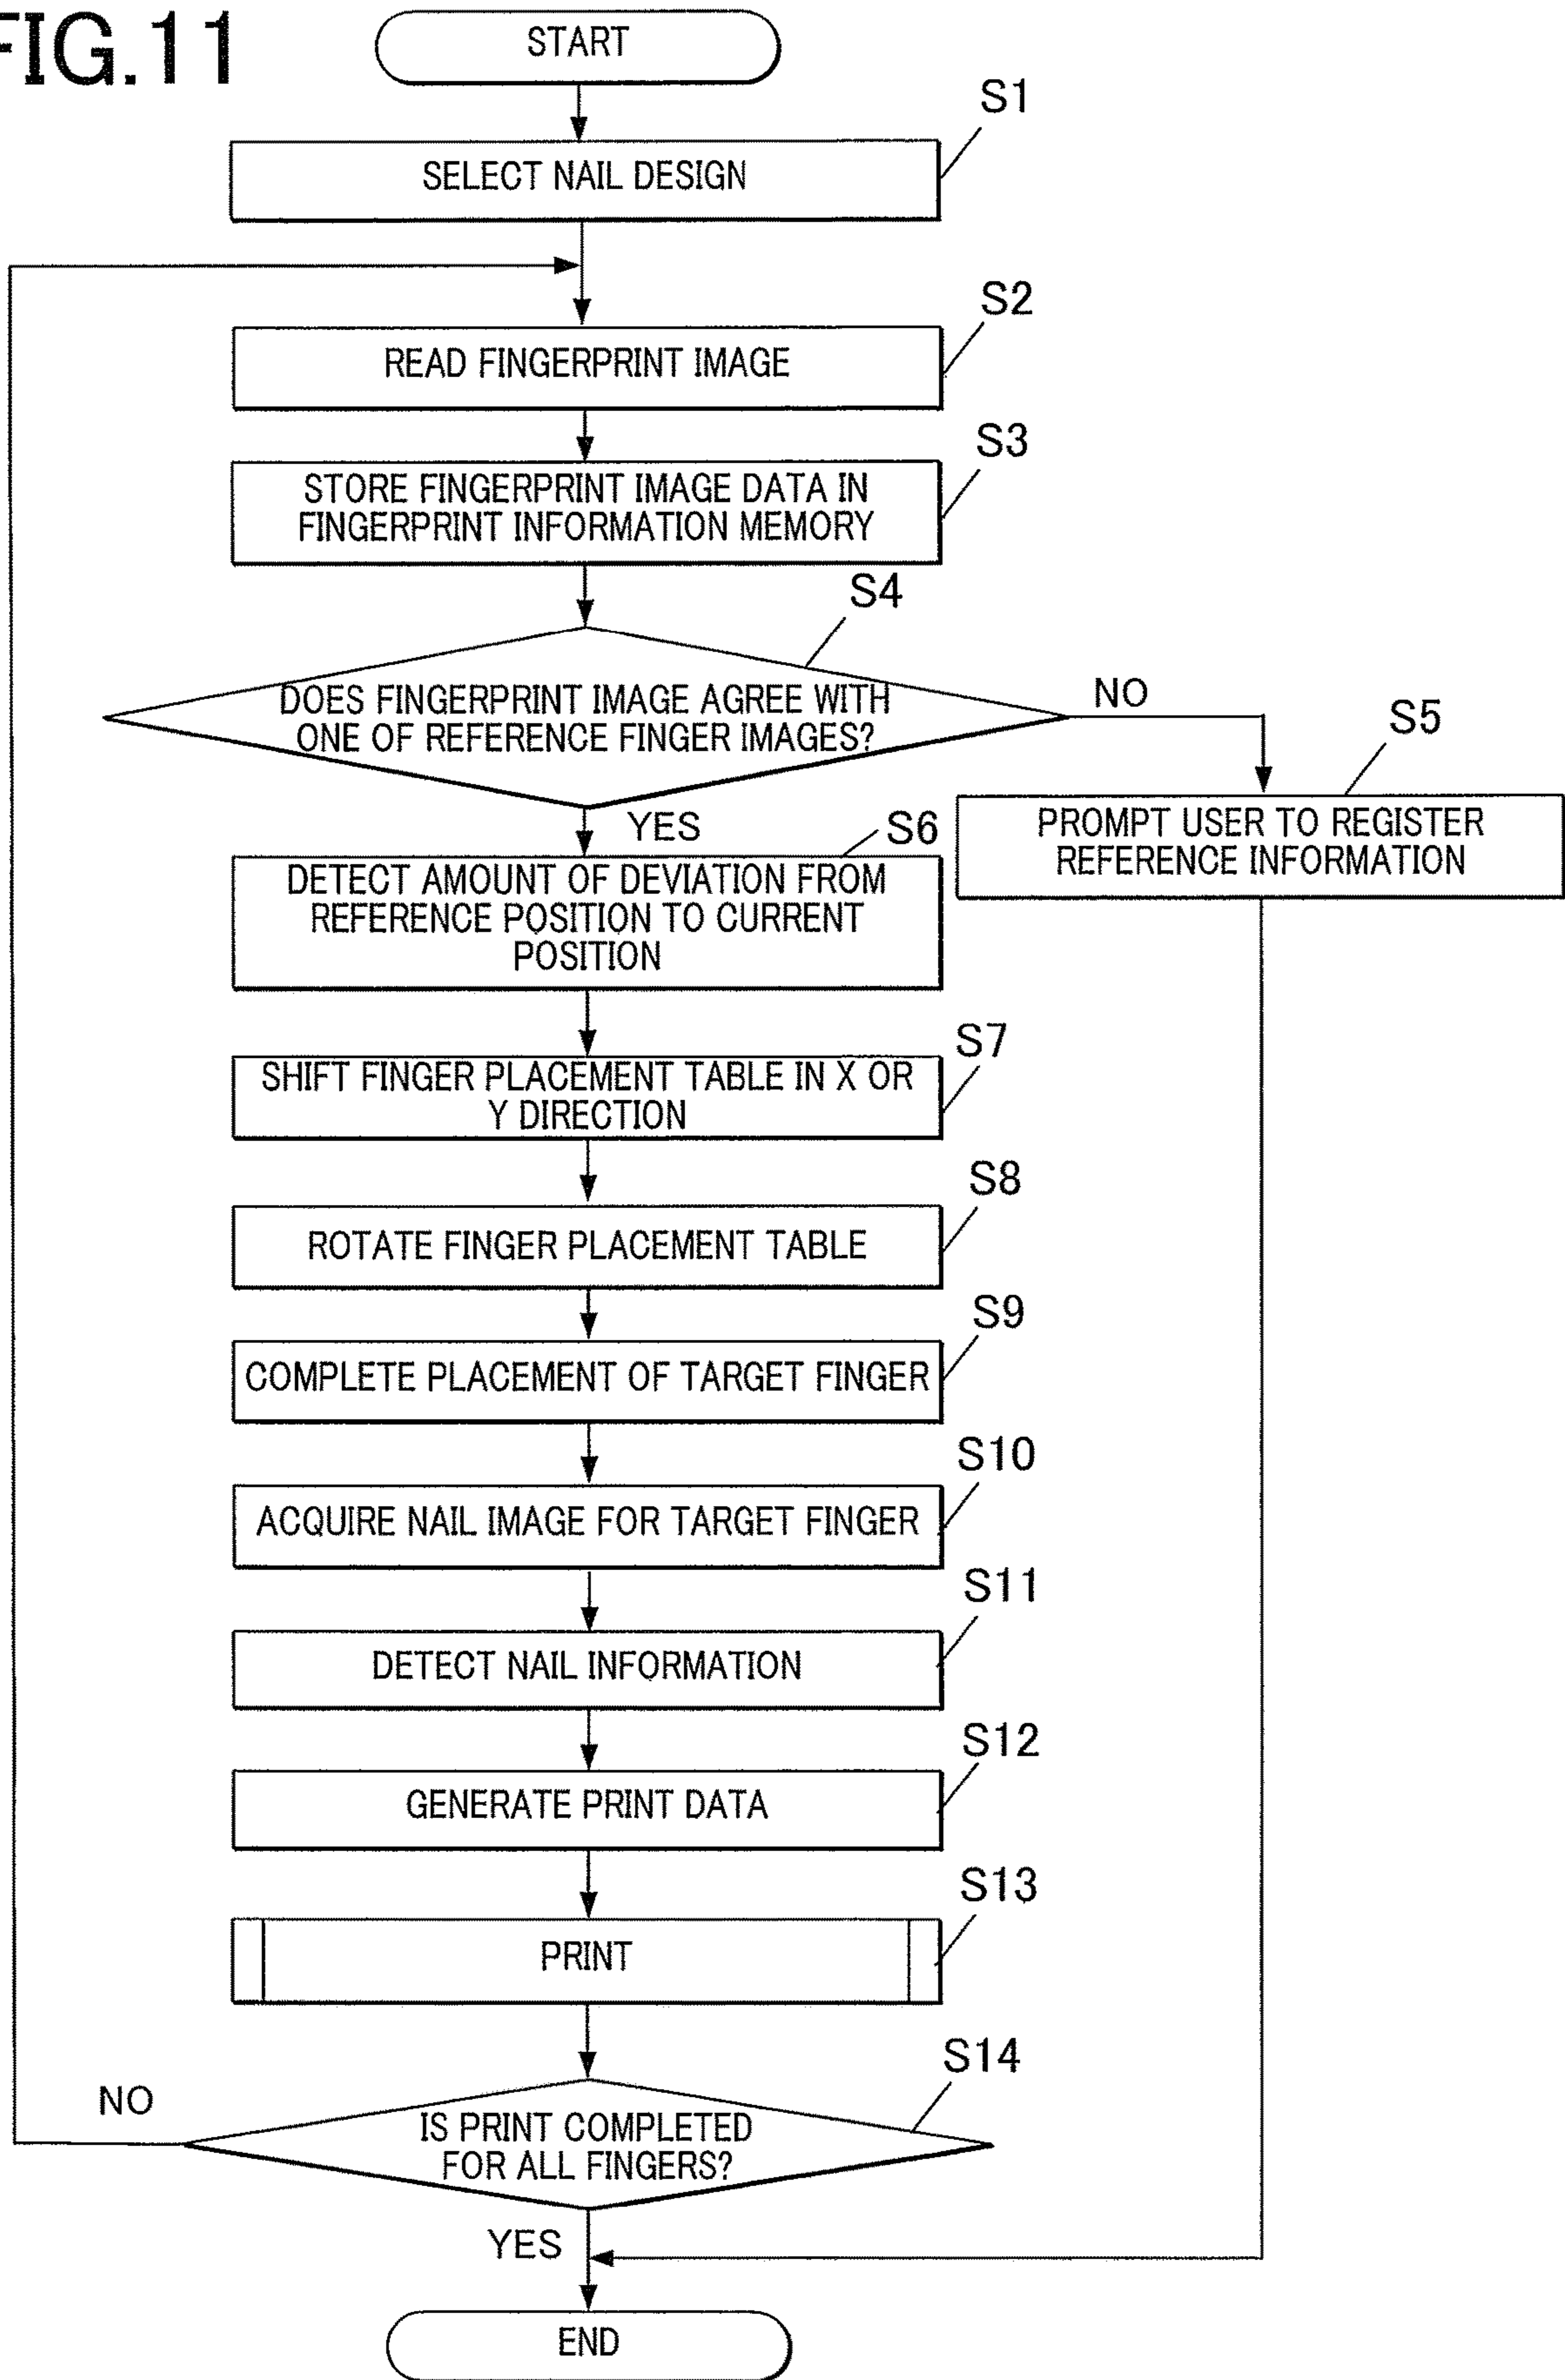 FIG.11
START
S1
SELECT NAIL DESIGN
S2
READ FINGERPRINT IMAGE
S3
STORE FINGERPRINT IMAGE DATA IN
FINGERPRINT INFORMATION MEMORY
S4
DOES FINGERPRINT IMAGE AGREE WITH
ONE OF REFERENCE FINGER IMAGES?
NO
S5
PROMPT USER TO REGISTER
REFERENCE INFORMATION
YES
S6
DETECT AMOUNT OF DEVIATION FROM
REFERENCE POSITION TO CURRENT
POSITION
S7
SHIFT FINGER PLACEMENT TABLE IN X OR
Y DIRECTION
S8
ROTATE FINGER PLACEMENT TABLE
S9
COMPLETE PLACEMENT OF TARGET FINGER
S10
ACQUIRE NAIL IMAGE FOR TARGET FINGER
S11
DETECT NAIL INFORMATION
S12
GENERATE PRINT DATA
S13
PRINT
S14
NO
IS PRINT COMPLETED
FOR ALL FINGERS?
YES
END